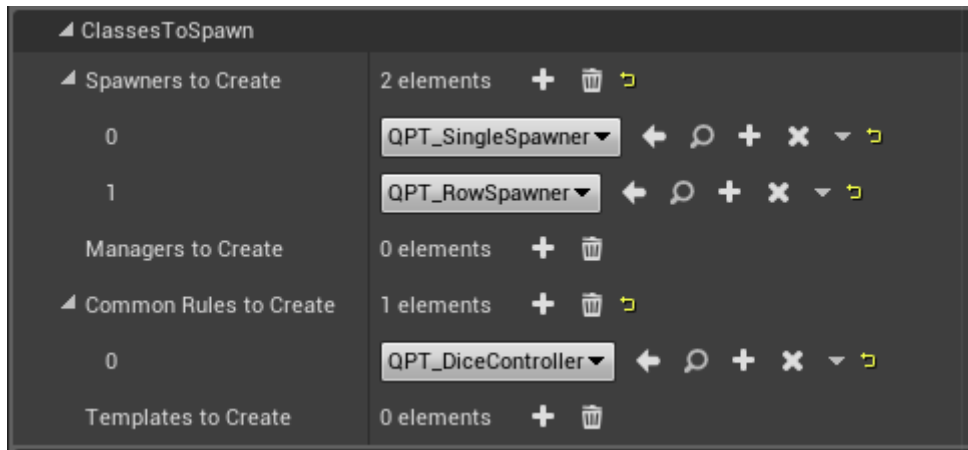 ClassesToSpawn
Spawners to Create 2 elements
0 QPT_SingleSpawner
1 QPT_RowSpawner
Managers to Create 0 elements
Common Rules to Create 1 elements
0 QPT_DiceController
Templates to Create 0 elements